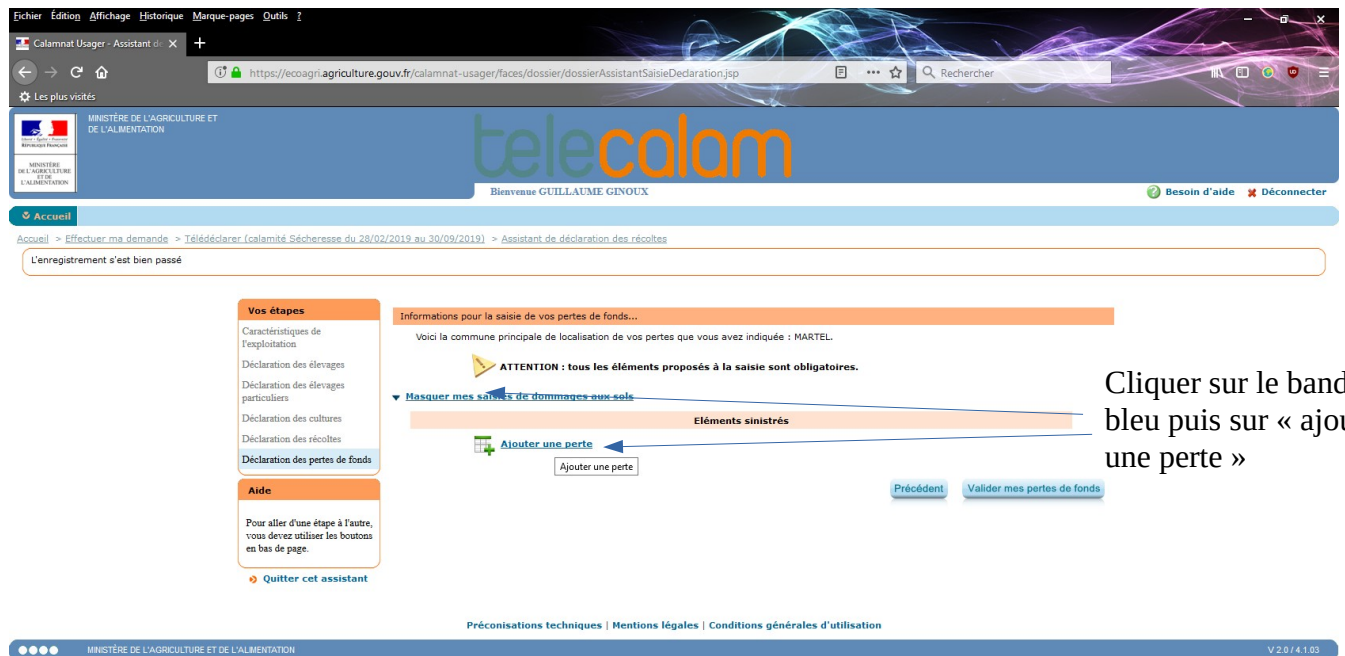 Fichier Édition Affichage Historique Marque-pages Outils ?
Calamnat Usager - Assistant de
https://ecoagri.agriculture.gouv.fr/calamnat-usager/faces/dossier/dossierAssistantSaisieDeclaration.jsp
Rechercher
Les plus visités
MINISTÈRE DE L'AGRICULTURE ET
DE L'ALIMENTATION
RÉPUBLIQUE FRANÇAISE
MINISTÈRE
DE L'AGRICULTURE
ET DE
L'ALIMENTATION
telecalam
Bienvenue GUILLAUME GINOUX
Besoin d'aide Déconnecter
Accueil
Accueil > Effectuer ma demande > Télédéclarer (calamité Sécheresse du 28/02/2019 au 30/09/2019) > Assistant de déclaration des récoltes
L'enregistrement s'est bien passé
Vos étapes
Caractéristiques de
l'exploitation
Déclaration des élevages
Déclaration des élevages
particuliers
Déclaration des cultures
Déclaration des récoltes
Déclaration des pertes de fonds
Aide
Pour aller d'une étape à l'autre,
vous devez utiliser les boutons
en bas de page.
Quitter cet assistant
Informations pour la saisie de vos pertes de fonds...
Voici la commune principale de localisation de vos pertes que vous avez indiquée : MARTEL.
ATTENTION : tous les éléments proposés à la saisie sont obligatoires.
Masquer mes saisies de dommages aux sols
Eléments sinistrés
Ajouter une perte
Ajouter une perte
Précédent Valider mes pertes de fonds
Cliquer sur le band
bleu puis sur « ajou
une perte »
Préconisations techniques | Mentions légales | Conditions générales d'utilisation
MINISTÈRE DE L'AGRICULTURE ET DE L'ALIMENTATION
V 2.0 / 4.1.03